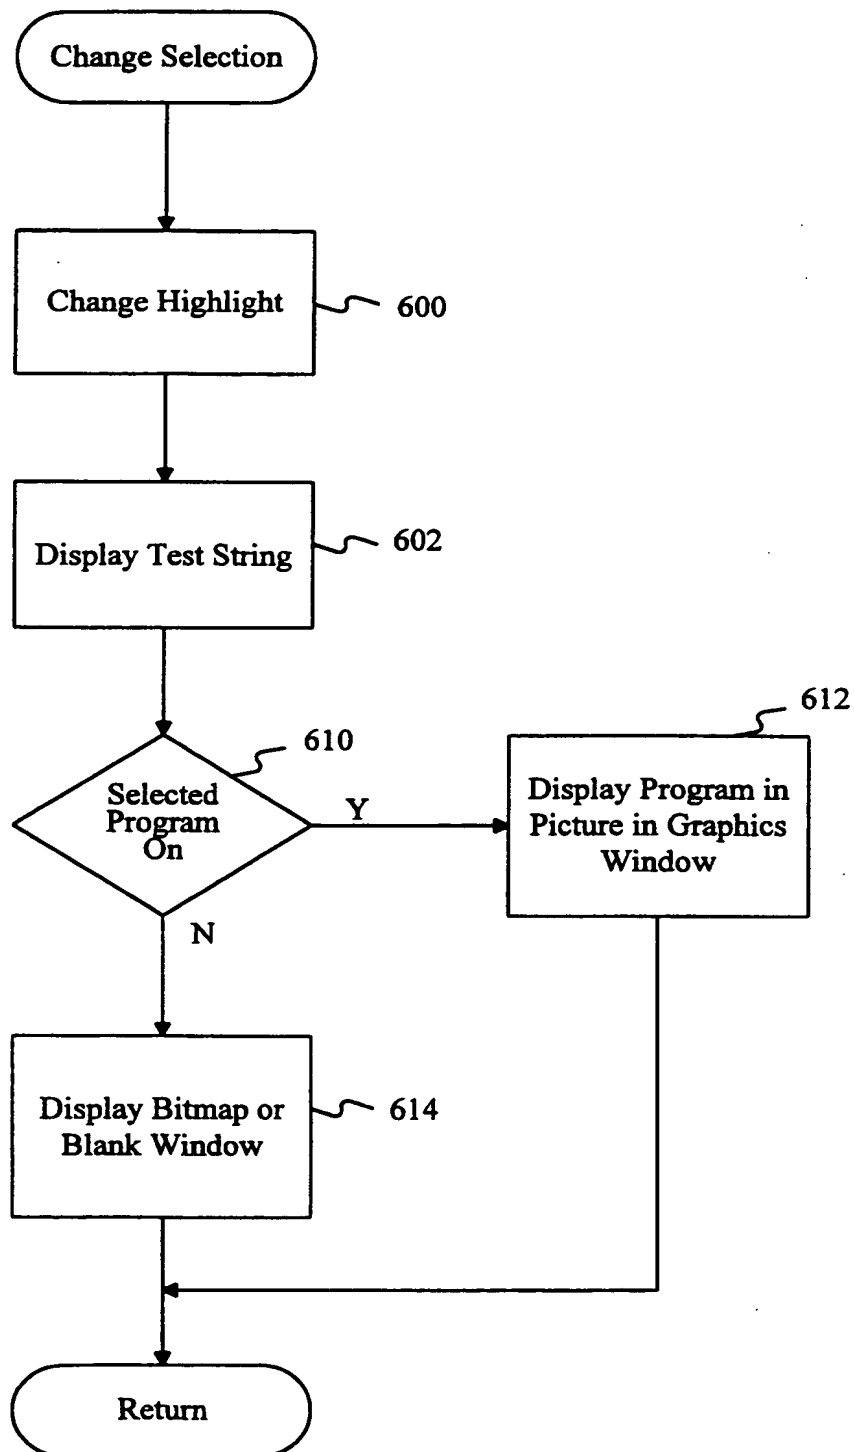 Change Selection
Change Highlight
600
Display Test String
602
610
Selected
Program
On
Y
612
Display Program in
Picture in Graphics
Window
N
Display Bitmap or
Blank Window
614
Return